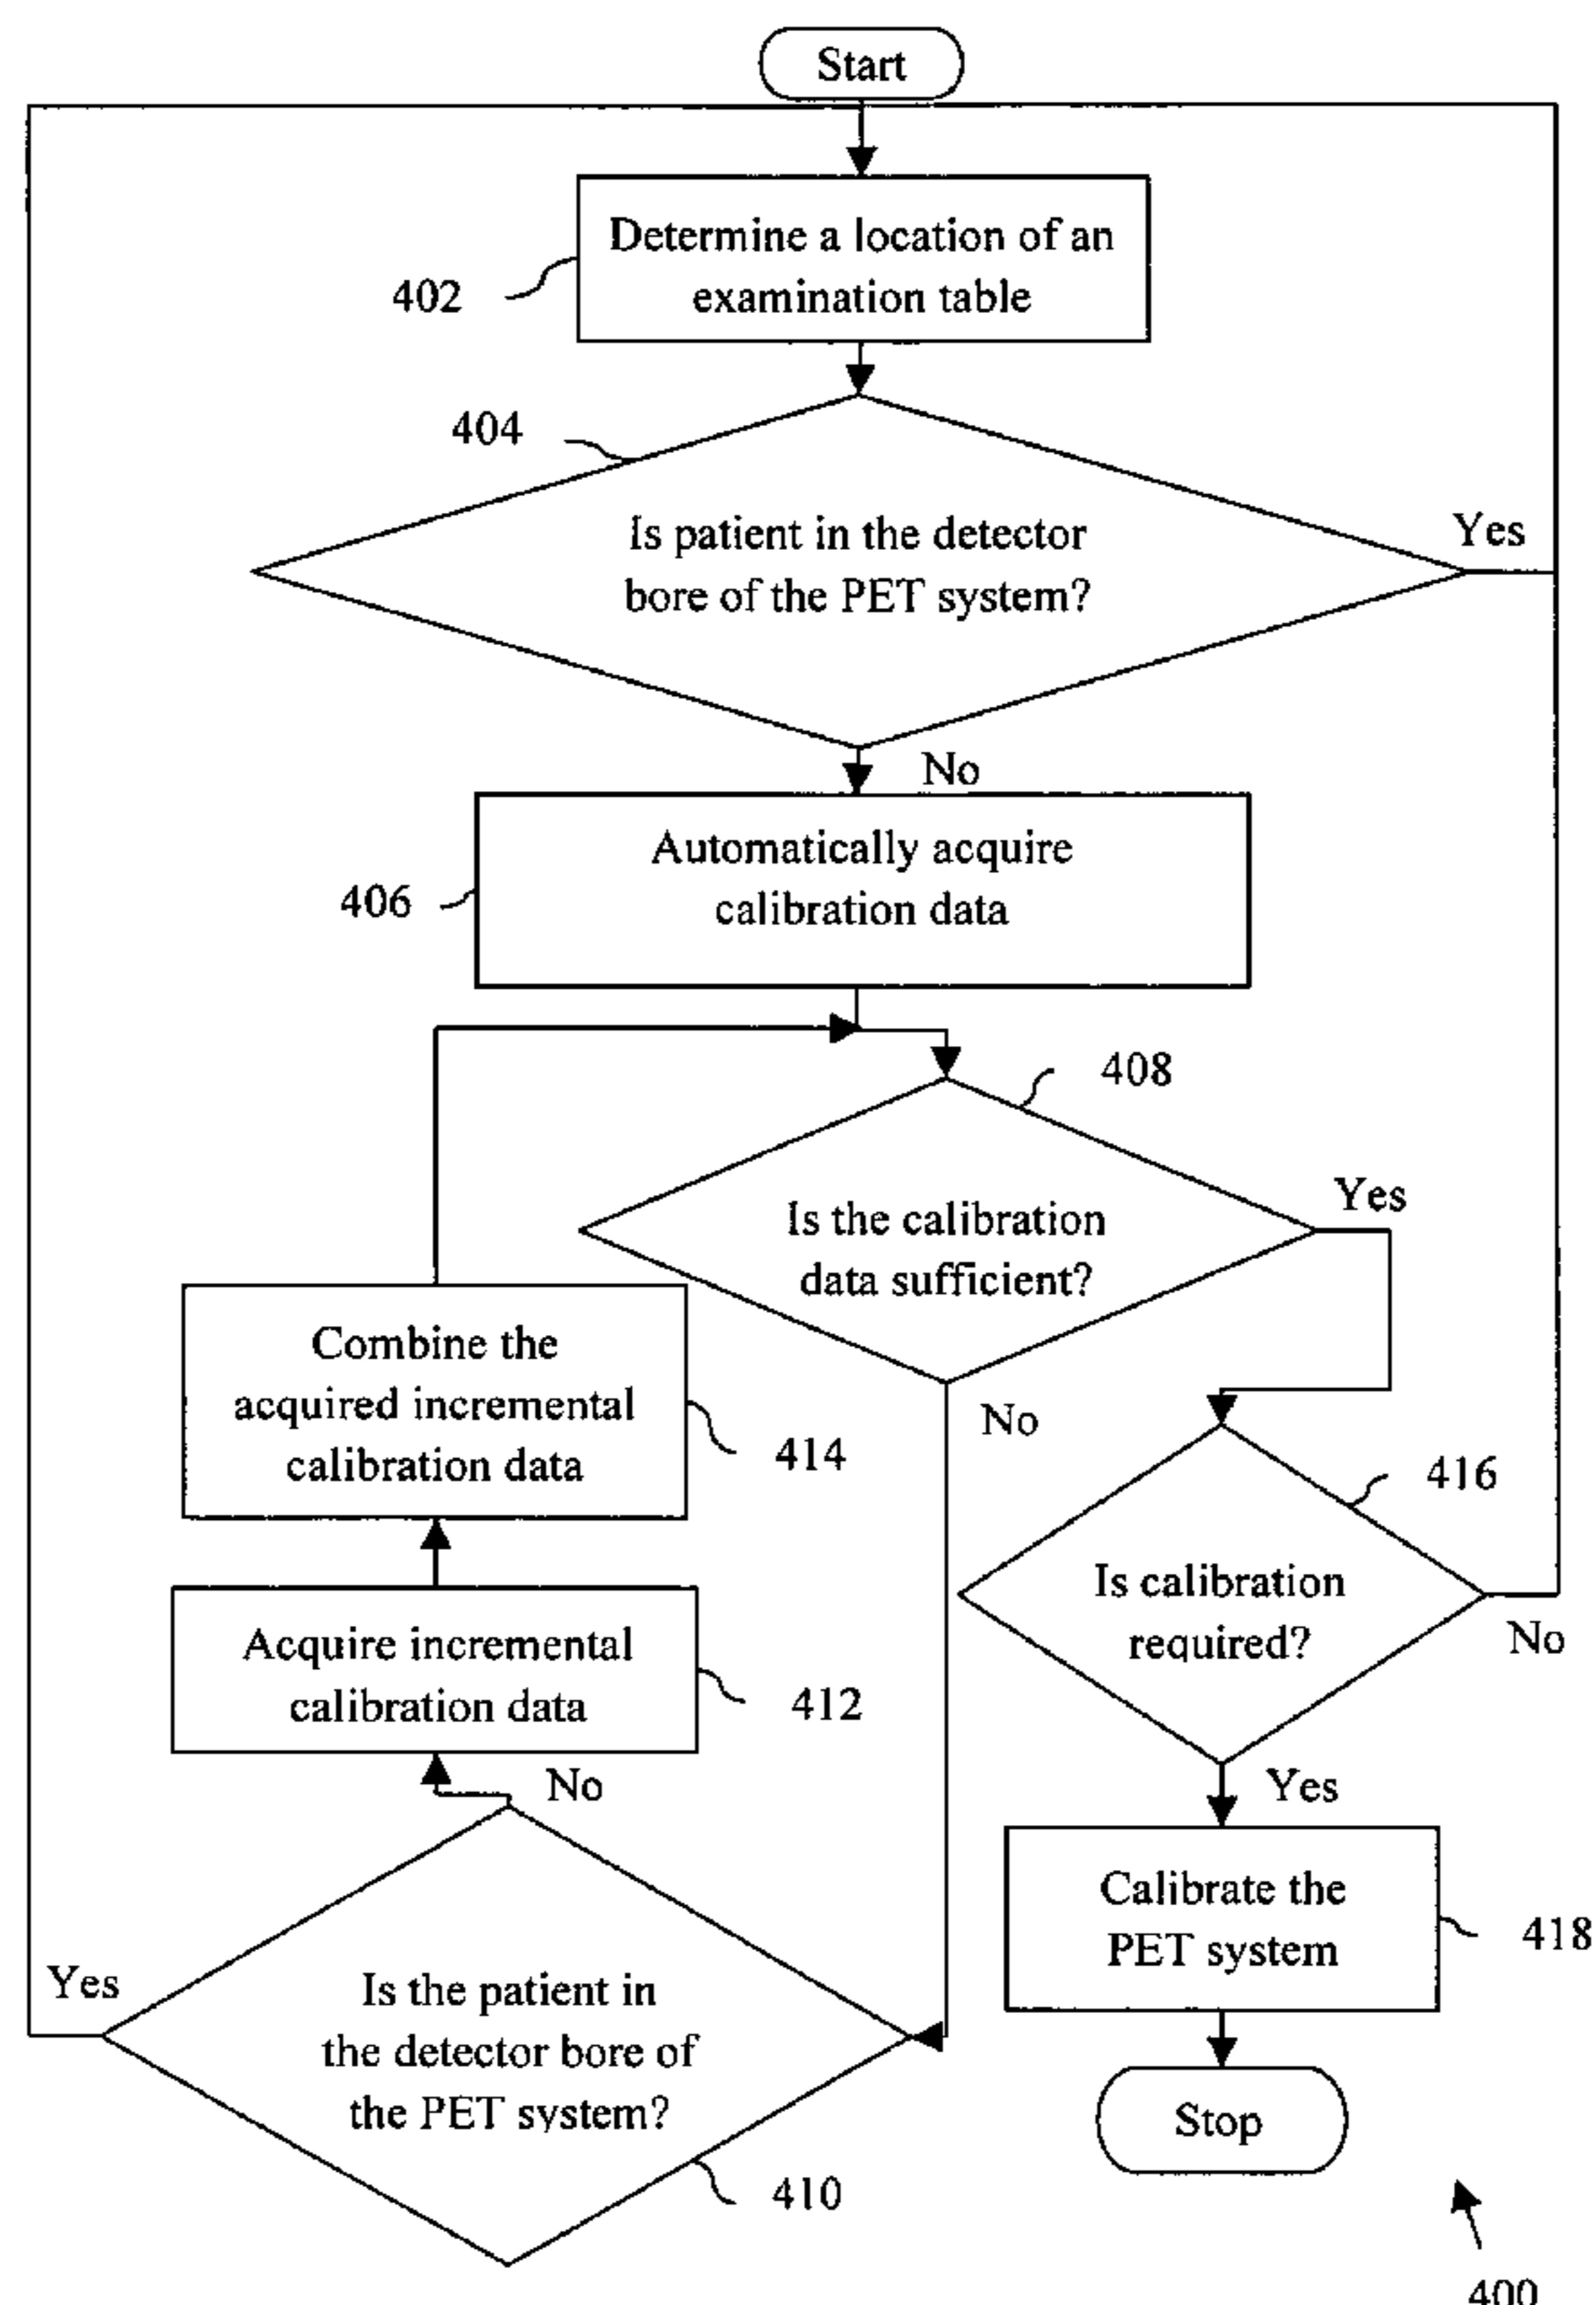 Start
Determine a location of an
examination table
402
404
Is patient in the detector
bore of the PET system?
Yes
No
Automatically acquire
calibration data
406
408
Is the calibration
data sufficient?
Yes
No
Combine the
acquired incremental
calibration data
414
416
Is calibration
required?
No
Acquire incremental
calibration data
412
No
Yes
Calibrate the
PET system
418
Yes
Is the patient in
the detector bore of
the PET system?
410
Stop
400